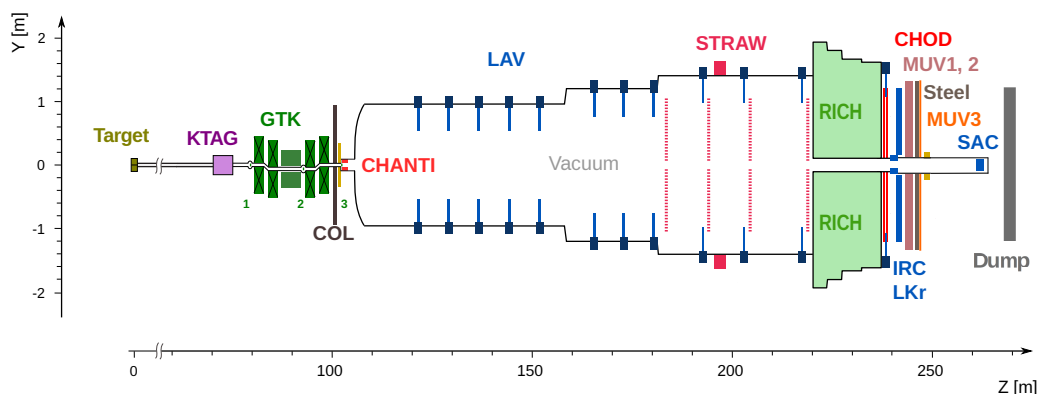 Y [m]
2
1
0
-1
-2
Target
KTAG
GTK
1
2
3
COL
CHANTI
LAV
Vacuum
STRAW
RICH
RICH
CHOD
MUV1, 2
Steel
MUV3
SAC
IRC
LKr
Dump
0
100
150
200
250
Z [m]